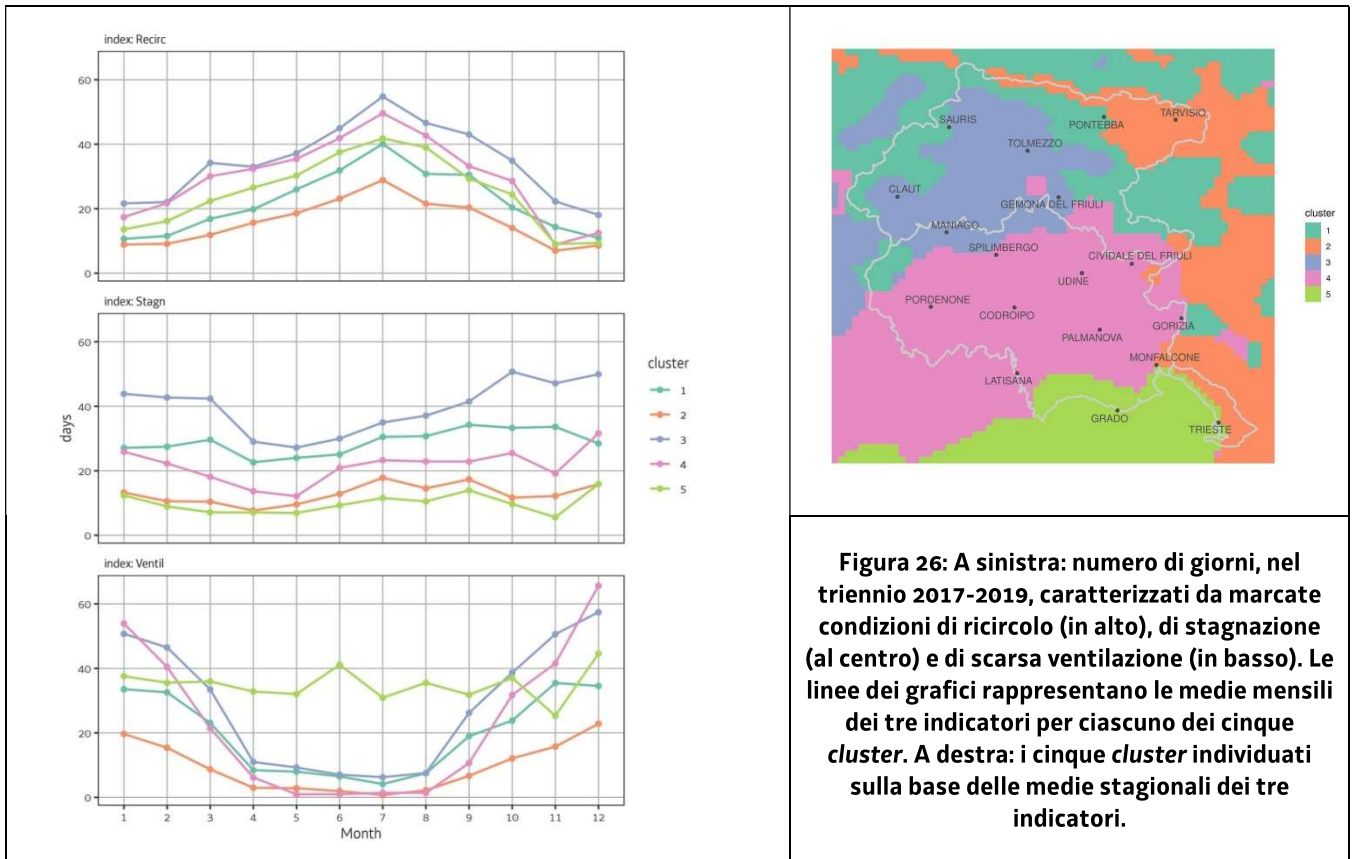 index: Recirc
60
40
20
0
index: Stagn
60
40
20
0
days
index: Ventil
60
40
20
0
1 2 3 4 5 6 7 8 9 10 11 12
Month
cluster
1
2
3
4
5
SAURIS
PONTEBBA
TARVISIO
TOLMEZZO
CLAUT
GEMONA DEL FRIULI
MANIAGO
SPILIMBERGO
CIVIDALE DEL FRIULI
UDINE
PORDENONE
CODROIPO
GORIZIA
PALMANOVA
MONFALCONE
LATISANA
GRADO
TRIESTE
cluster
1
2
3
4
5
Figura 26: A sinistra: numero di giorni, nel
triennio 2017-2019, caratterizzati da marcate
condizioni di ricircolo (in alto), di stagnazione
(al centro) e di scarsa ventilazione (in basso). Le
linee dei grafici rappresentano le medie mensili
dei tre indicatori per ciascuno dei cinque
cluster. A destra: i cinque cluster individuati
sulla base delle medie stagionali dei tre
indicatori.